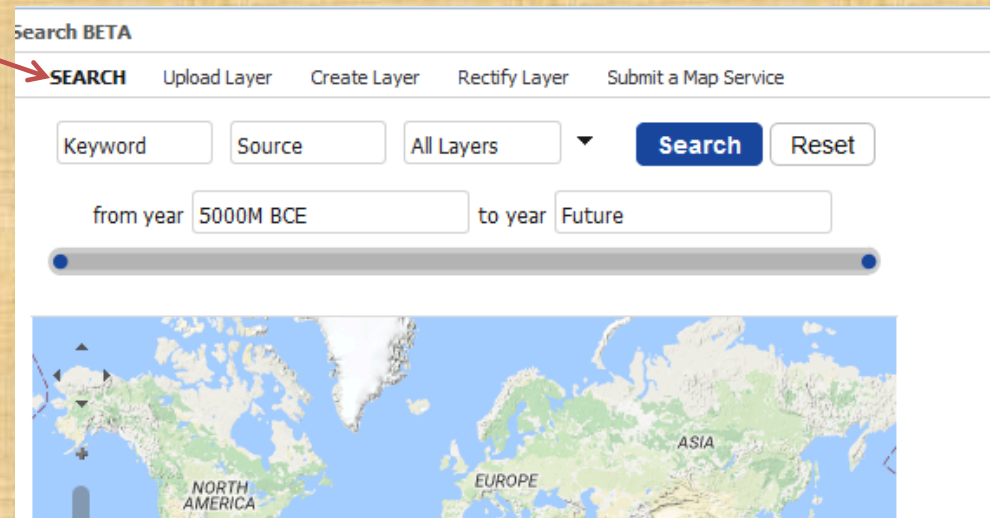 Search BETA
SEARCH Upload Layer Create Layer Rectify Layer Submit a Map Service
Keyword Source All Layers Search Reset
from year 5000M BCE to year Future
ASIA
EUROPE
NORTH
AMERICA